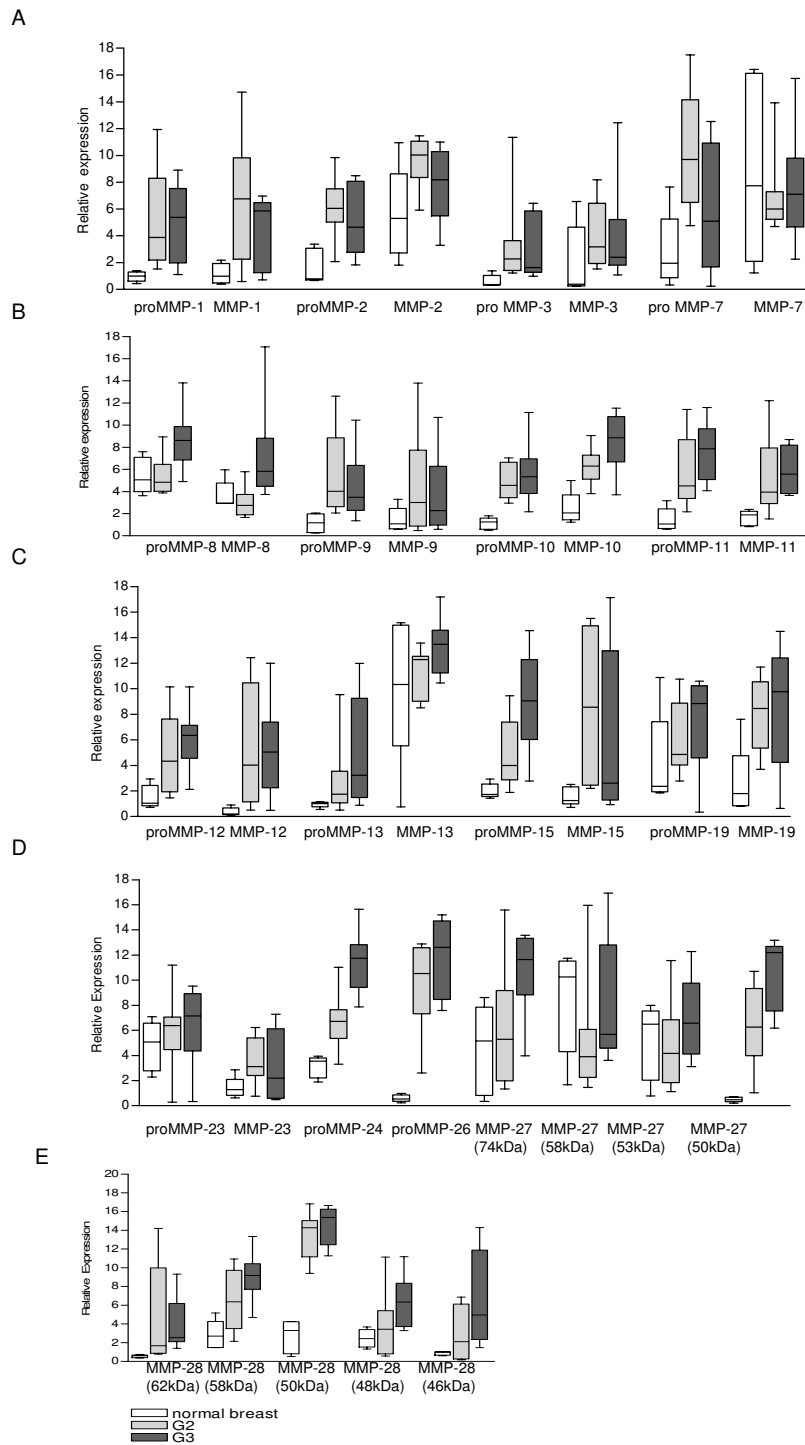 A
18
16
14
12
10
8
6
4
2
0
Relative expression
proMMP-1 MMP-1 proMMP-2 MMP-2 pro MMP-3 MMP-3 pro MMP-7 MMP-7
B
18
16
14
12
10
8
6
4
2
0
Relative expression
proMMP-8 MMP-8 proMMP-9 MMP-9 proMMP-10 MMP-10 proMMP-11 MMP-11
C
18
16
14
12
10
8
6
4
2
0
Relative expression
proMMP-12 MMP-12 proMMP-13 MMP-13 proMMP-15 MMP-15 proMMP-19 MMP-19
D
18
16
14
12
10
8
6
4
2
0
Relative Expression
proMMP-23 MMP-23 proMMP-24 proMMP-26 MMP-27 MMP-27 MMP-27 MMP-27
(74kDa) (58kDa) (53kDa) (50kDa)
E
20
18
16
14
12
10
8
6
4
2
0
Relative Expression
MMP-28 MMP-28 MMP-28 MMP-28 MMP-28
(62kDa) (58kDa) (50kDa) (48kDa) (46kDa)
normal breast
G2
G3